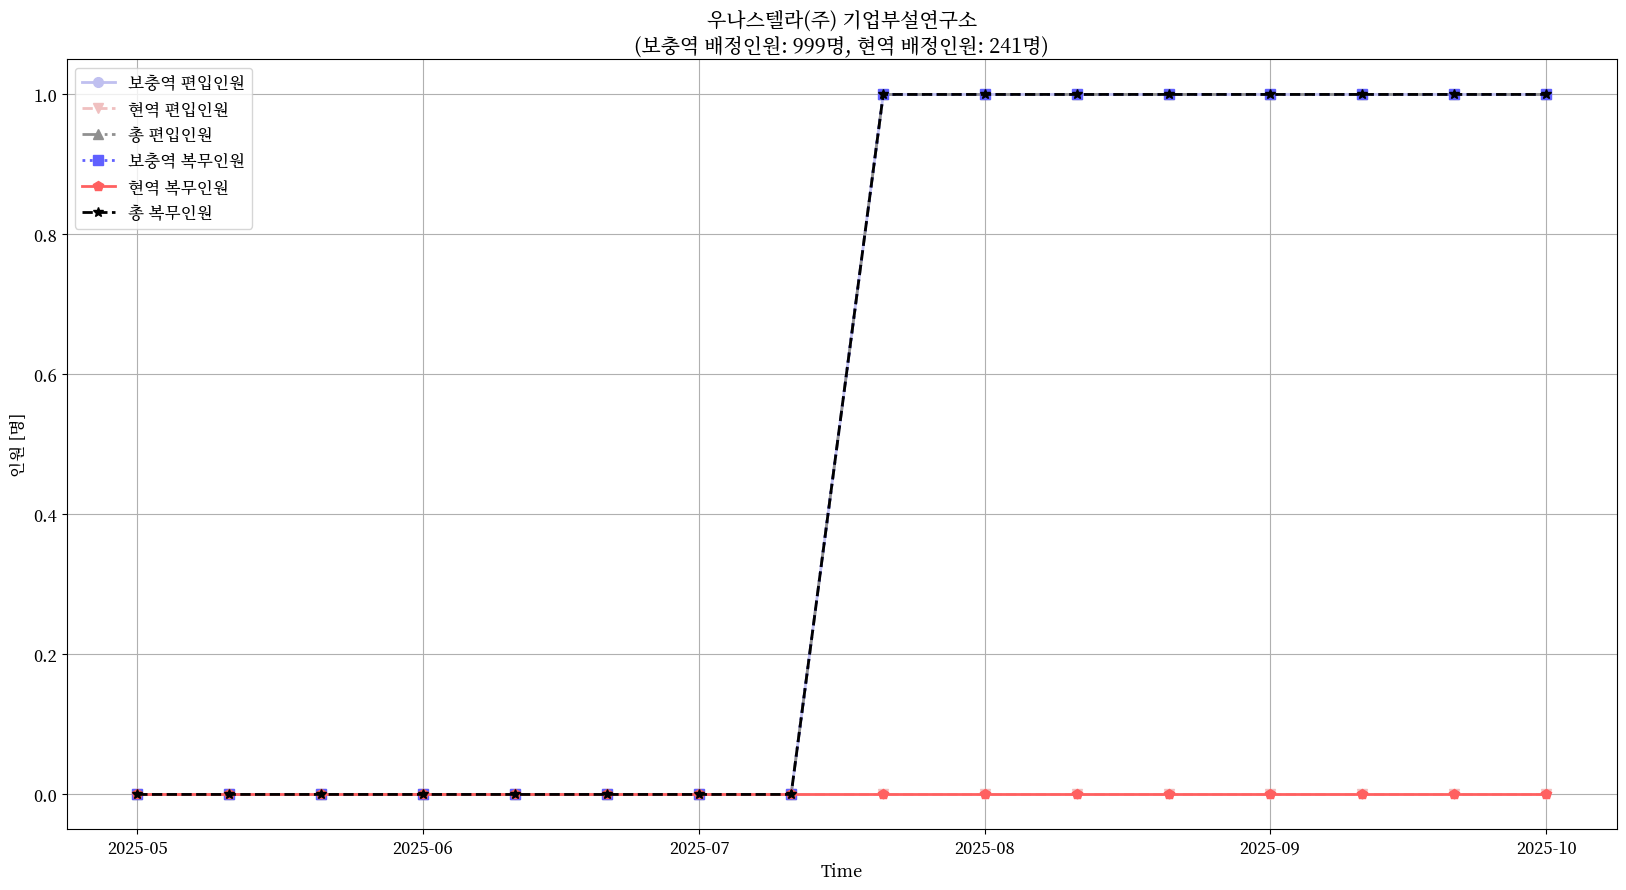 우나스텔라(주) 기업부설연구소
(보충역 배정인원: 999명, 현역 배정인원: 241명)
보충역 편입인원
현역 편입인원
총 편입인원
보충역 복무인원
현역 복무인원
총 복무인원
1.0
0.8
0.6
0.4
0.2
0.0
인원 [명]
2025-05
2025-06
2025-07
2025-08
2025-09
2025-10
Time